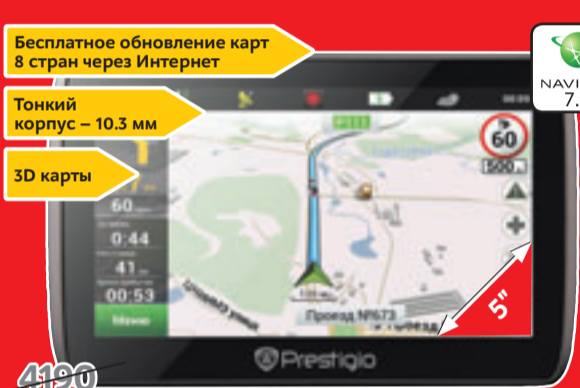 Бесплатное обновление карт
8 стран через Интернет
NAVI
7.
Тонкий
корпус – 10.3 мм
3D карты
60
500
60
0:44
41
00:53
Меню
5"
Проезд №673
Prestigio
4190